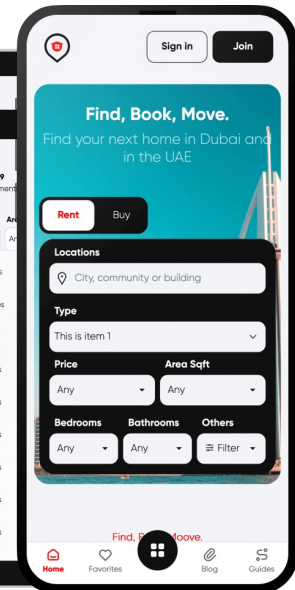 Sign in
Join
Find, Book, Move.
Find your next home in Dubai and
in the UAE
Rent
Buy
Locations
City, community or building
Type
This is item 1
Price
Area Sqft
Any
Any
Bedrooms
Bathrooms
Others
Any
Any
Filter
Find,
Moove.
Home
Favorites
Blog
Guides